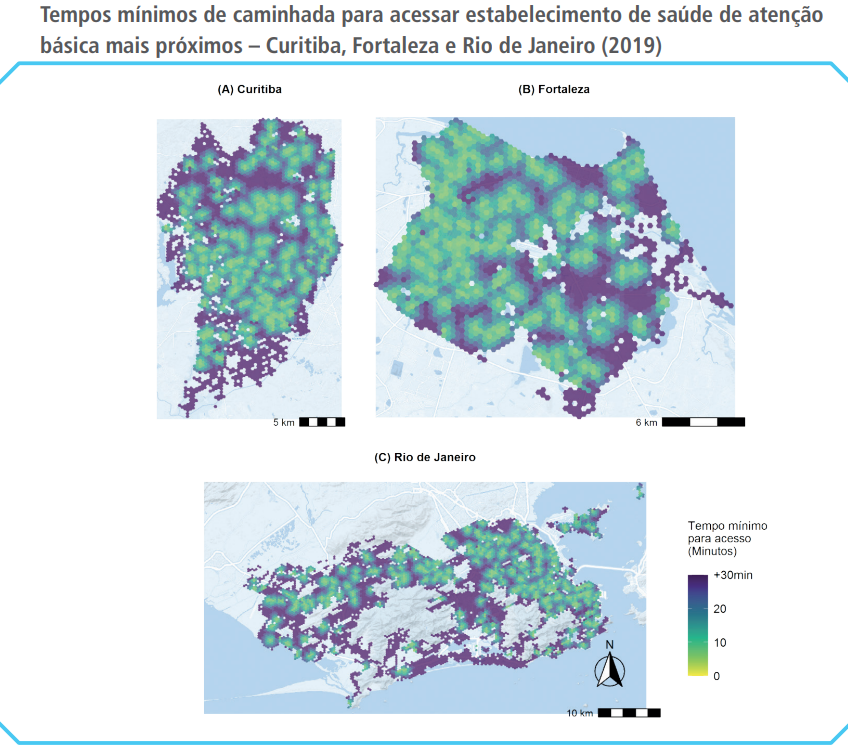 Tempos mínimos de caminhada para acessar estabelecimento de saúde de atenção
básica mais próximos – Curitiba, Fortaleza e Rio de Janeiro (2019)
(A) Curitiba
(B) Fortaleza
5 km
6 km
(C) Rio de Janeiro
Tempo mínimo
para acesso
(Minutos)
+30min
20
10
0
N
10 km